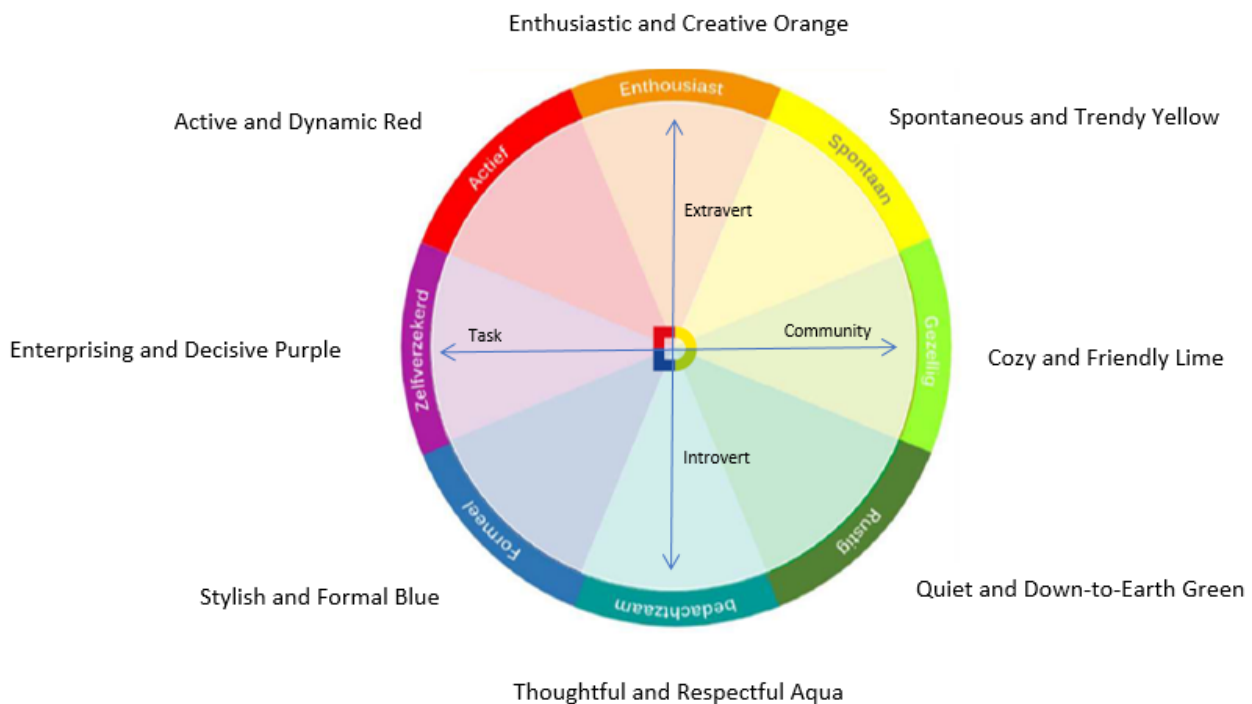 Enthusiastic and Creative Orange
Enthousiast
Active and Dynamic Red
Spontaneous and Trendy Yellow
Actief
Spontaan
Extravert
Task
Community
Zelfverzekerd
Gezellig
Enterprising and Decisive Purple
Cozy and Friendly Lime
Introvert
Formeel
Rustig
Stylish and Formal Blue
Quiet and Down-to-Earth Green
bedachtzaam
Thoughtful and Respectful Aqua